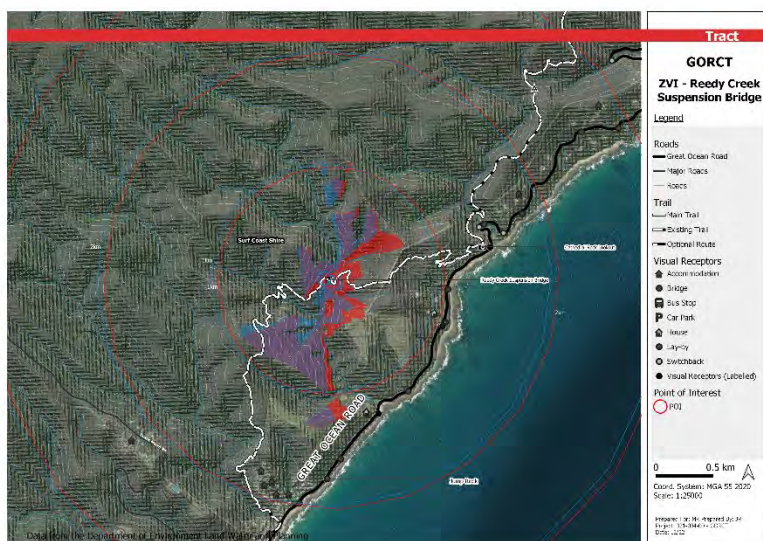 Tract
GORCT
ZVI - Reedy Creek
Suspension Bridge
Legend
Roads
Great Ocean Road
Major Roads
Roads
Trail
Main Trail
Existing Trail
Optional Route
Visual Receptors
Accommodation
Bridge
Bus Stop
Car Park
House
Lay-by
Switchback
Visual Receptors (Labelled)
Point of Interest
POI
0 0.5 km
Coord. System: MGA 55 2020
Scale: 1:25000
Surf Coast Shire
Reedy Creek Suspension Bridge
2km
1km
GREAT OCEAN ROAD
Data from the Department of Environment Land Water and Planning